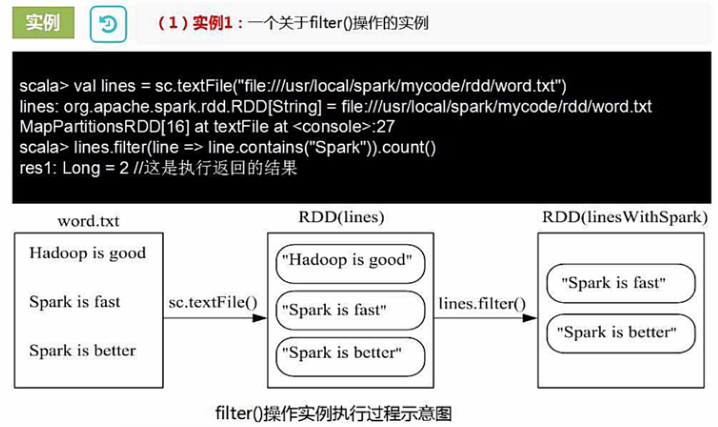 实例
（1）实例1：一个关于filter()操作的实例
scala> val lines = sc.textFile("file:///usr/local/spark/mycode/rdd/word.txt")
lines: org.apache.spark.rdd.RDD[String] = file:///usr/local/spark/mycode/rdd/word.txt
MapPartitionsRDD[16] at textFile at <console>:27
scala> lines.filter(line => line.contains("Spark")).count()
res1: Long = 2 //这是执行返回的结果
word.txt
Hadoop is good
Spark is fast
Spark is better
sc.textFile()
RDD(lines)
"Hadoop is good"
"Spark is fast"
"Spark is better"
lines.filter()
RDD(linesWithSpark)
"Spark is fast"
"Spark is better"
filter()操作实例执行过程示意图